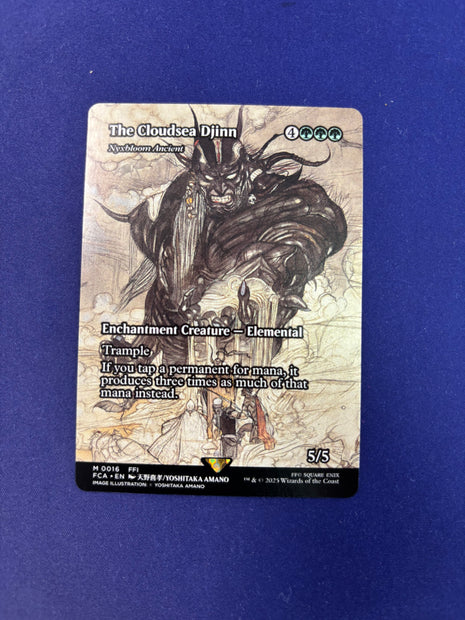 The Cloudsea Djinn 4
Nyxbloom Ancient
Enchantment Creature — Elemental
Trample
If you tap a permanent for mana, it
produces three times as much of that
mana instead.
5/5
M 0016 FFI
FCA • EN 天野喜孝/YOSHITAKA AMANO
IMAGE ILLUSTRATION: © YOSHITAKA AMANO
FF© SQUARE ENIX
™ & © 2025 Wizards of the Coast